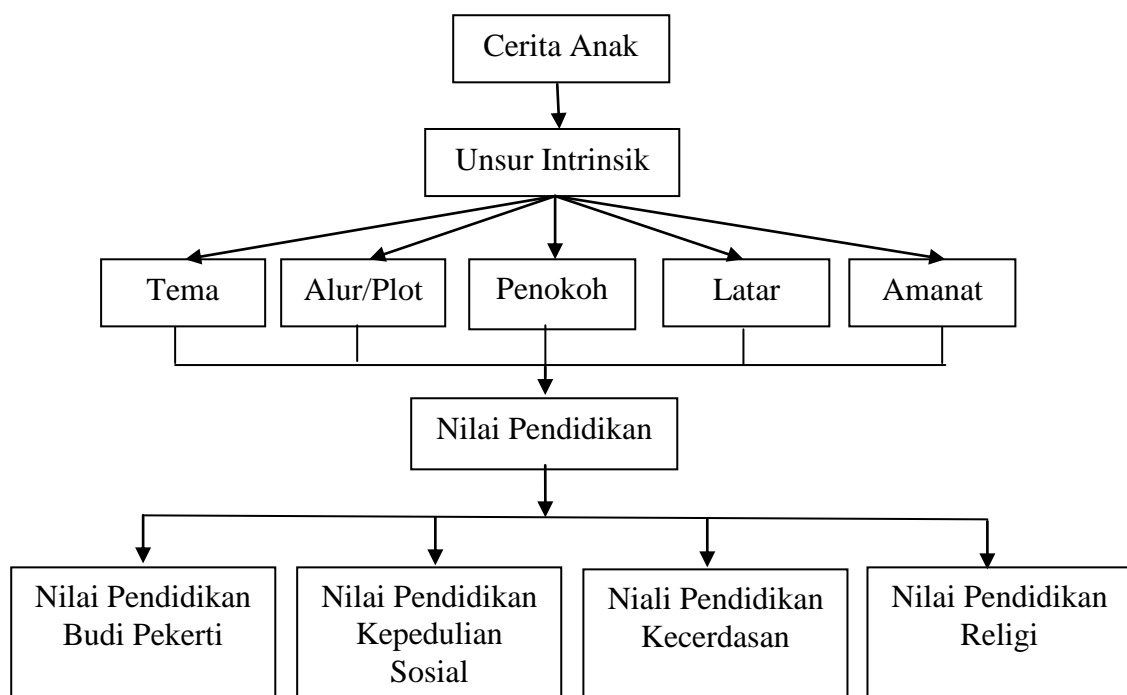 Cerita Anak
Unsur Intrinsik
Tema
Alur/Plot
Penokoh
Latar
Amanat
Nilai Pendidikan
Nilai Pendidikan
Budi Pekerti
Nilai Pendidikan
Kepedulian
Sosial
Niali Pendidikan
Kecerdasan
Nilai Pendidikan
Religi